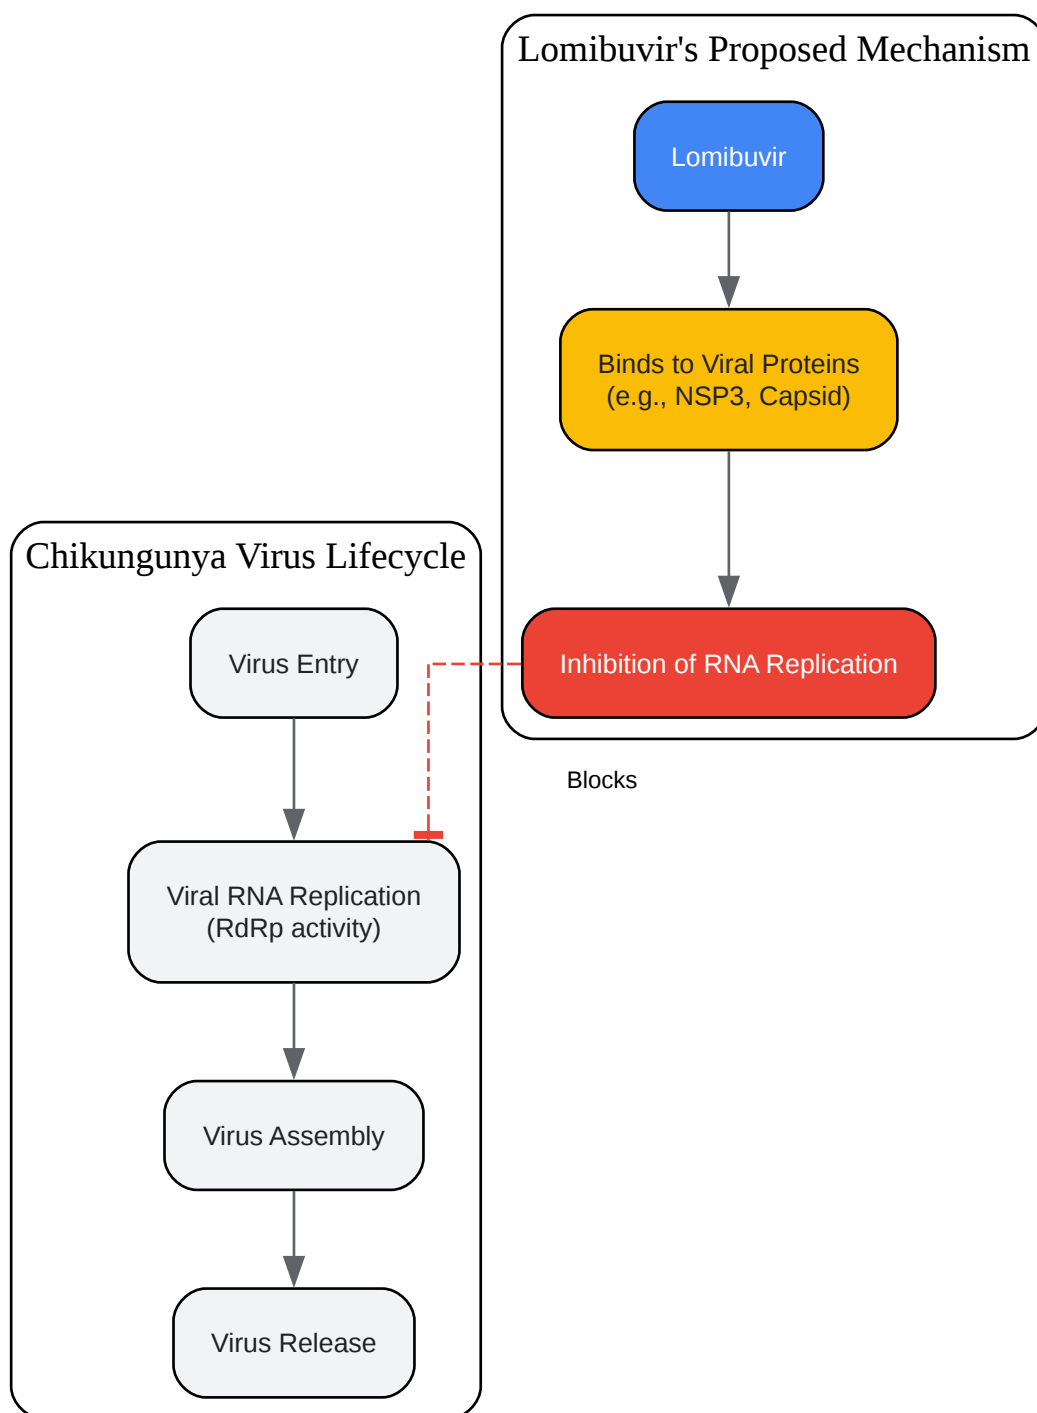 Lomibuvir's Proposed Mechanism
Lomibuvir
Binds to Viral Proteins
(e.g., NSP3, Capsid)
Inhibition of RNA Replication
Blocks
Chikungunya Virus Lifecycle
Virus Entry
Viral RNA Replication
(RdRp activity)
Virus Assembly
Virus Release